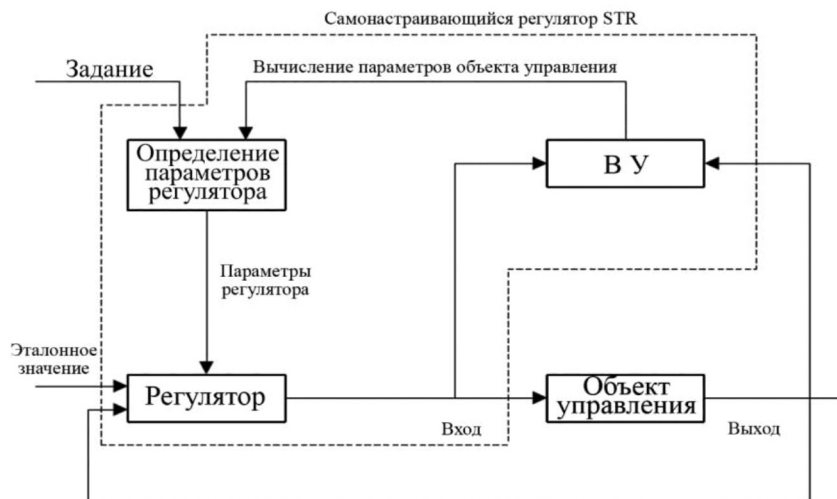 Самонастраивающийся регулятор STR
Задание
Вычисление параметров объекта управления
Определение
параметров
регулятора
В У
Параметры
регулятора
Эталонное
значение
Регулятор
Объект
управления
Вход
Выход